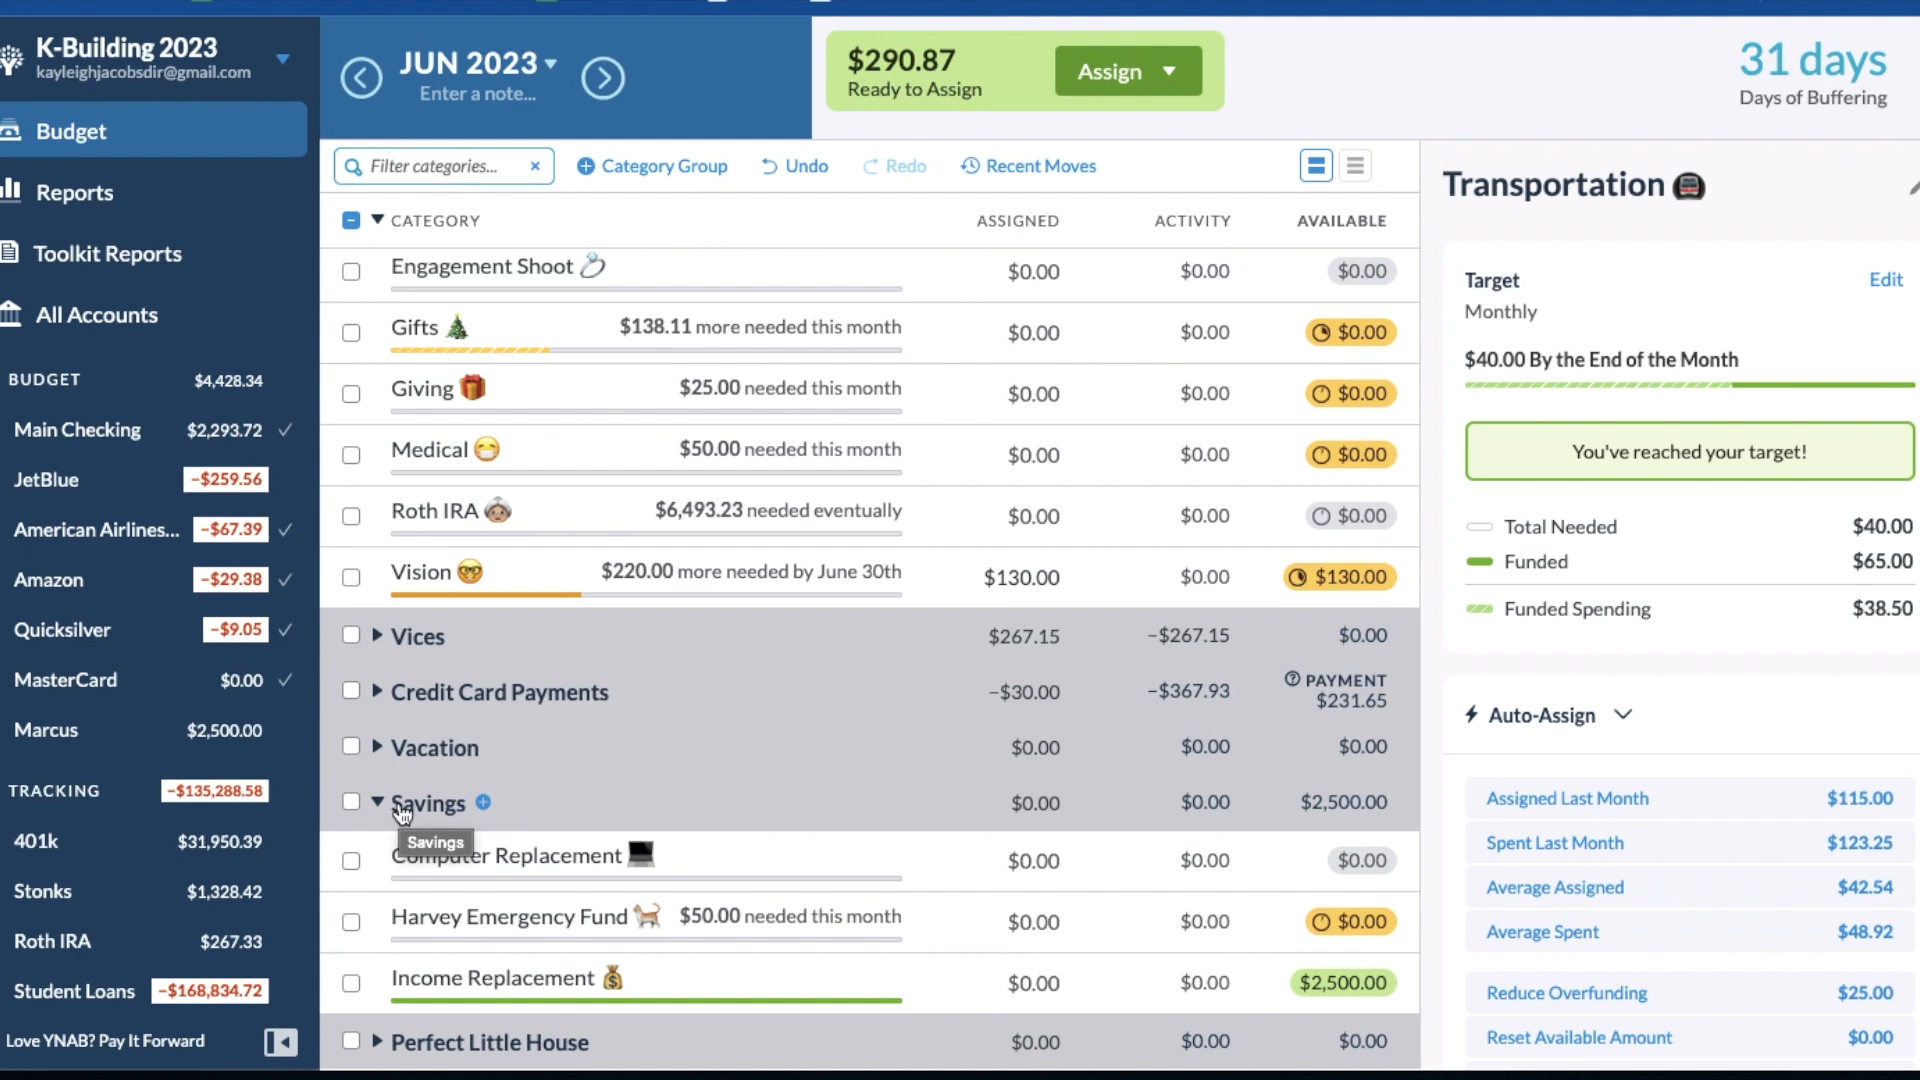 K-Building 2023
kayleighjacobsdir@gmail.com
Budget
Reports
Toolkit Reports
All Accounts
BUDGET $4,428.34
Main Checking $2,293.72
JetBlue -$259.56
American Airlines... -$67.39
Amazon -$29.38
Quicksilver -$9.05
MasterCard $0.00
Marcus $2,500.00
TRACKING -$135,288.58
401k $31,950.39
Stonks $1,328.42
Roth IRA $267.33
Student Loans -$168,834.72
Love YNAB? Pay It Forward
JUN 2023
Enter a note...
$290.87
Ready to Assign
Assign
31 days
Days of Buffering
Filter categories...
Category Group
Undo
Redo
Recent Moves
CATEGORY ASSIGNED ACTIVITY AVAILABLE
Engagement Shoot $0.00 $0.00 $0.00
Gifts $138.11 more needed this month $0.00 $0.00 $0.00
Giving $25.00 needed this month $0.00 $0.00 $0.00
Medical $50.00 needed this month $0.00 $0.00 $0.00
Roth IRA $6,493.23 needed eventually $0.00 $0.00 $0.00
Vision $220.00 more needed by June 30th $130.00 $0.00 $130.00
Vices $267.15 -$267.15 $0.00
Credit Card Payments -$30.00 -$367.93 PAYMENT $231.65
Vacation $0.00 $0.00 $0.00
Savings $0.00 $0.00 $2,500.00
Savings
Computer Replacement $0.00 $0.00 $0.00
Harvey Emergency Fund $50.00 needed this month $0.00 $0.00 $0.00
Income Replacement $0.00 $0.00 $2,500.00
Perfect Little House $0.00 $0.00 $0.00
Transportation
Target Edit
Monthly
$40.00 By the End of the Month
You've reached your target!
Total Needed $40.00
Funded $65.00
Funded Spending $38.50
Auto-Assign
Assigned Last Month $115.00
Spent Last Month $123.25
Average Assigned $42.54
Average Spent $48.92
Reduce Overfunding $25.00
Reset Available Amount $0.00